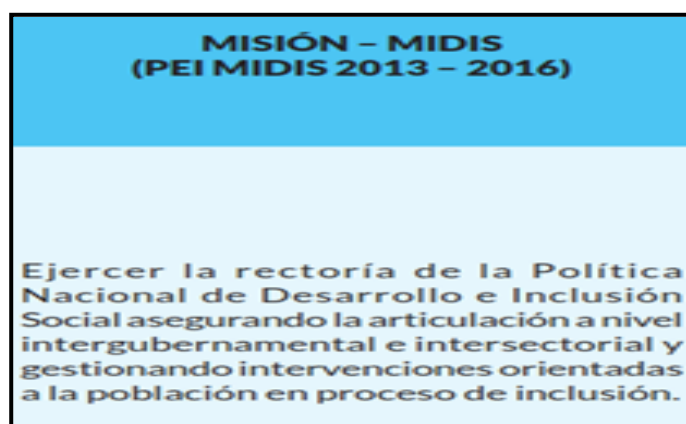 MISIÓN – MIDIS
(PEI MIDIS 2013 – 2016)
Ejercer la rectoría de la Política
Nacional de Desarrollo e Inclusión
Social asegurando la articulación a nivel
intergubernamental e intersectorial y
gestionando intervenciones orientadas
a la población en proceso de inclusión.